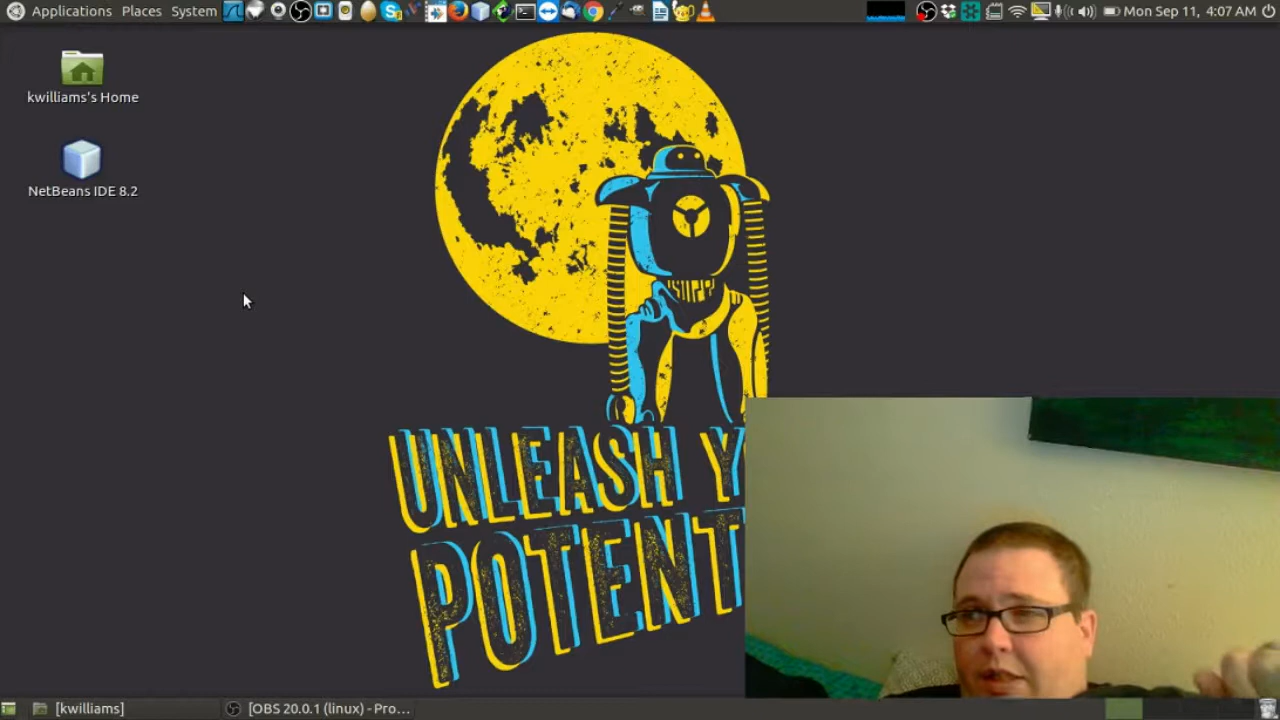 Applications Places System
Mon Sep 11, 4:07 AM
kwilliams's Home
NetBeans IDE 8.2
UNLEASH Y
POTENT
[kwilliams]
[OBS 20.0.1 (linux) - Pro...